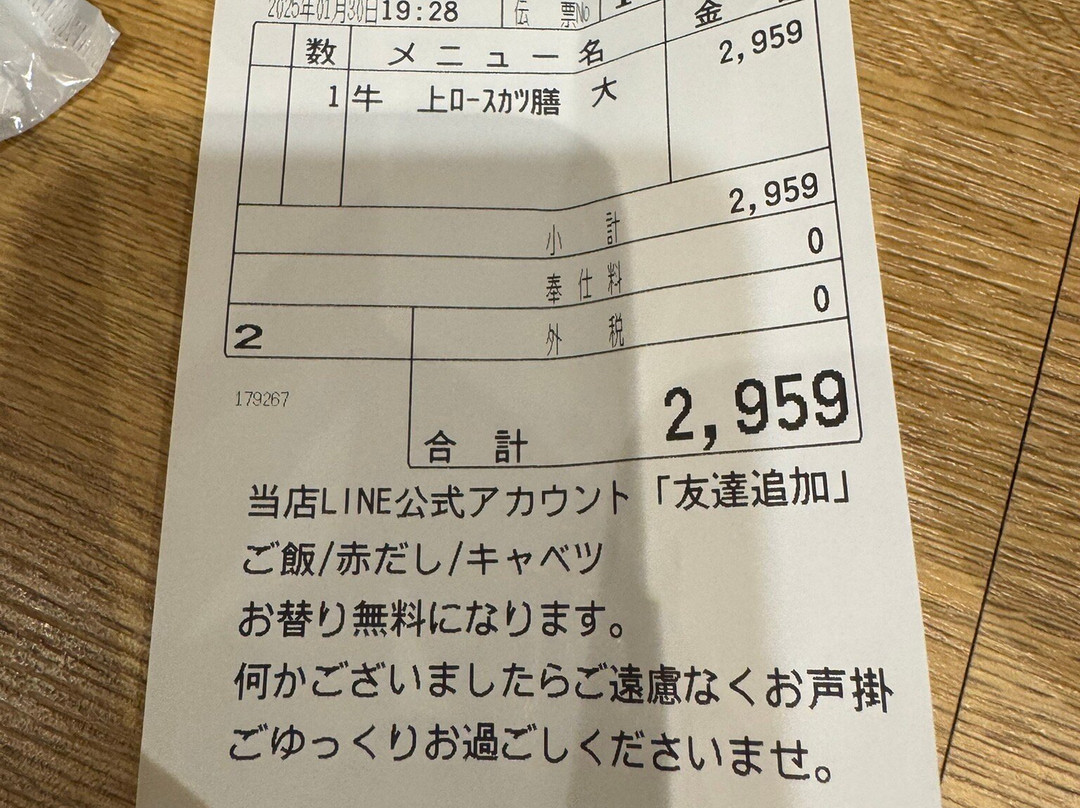 2025年01月30日19:28 伝票No
数 メニュー名 金
1 牛 上ロースカツ膳 大 2,959
小計 2,959
奉仕料 0
2 外税 0
179267
合計 2,959
当店LINE公式アカウント「友達追加」
ご飯/赤だし/キャベツ
お替り無料になります。
何かございましたらご遠慮なくお声掛
ごゆっくりお過ごしくださいませ。